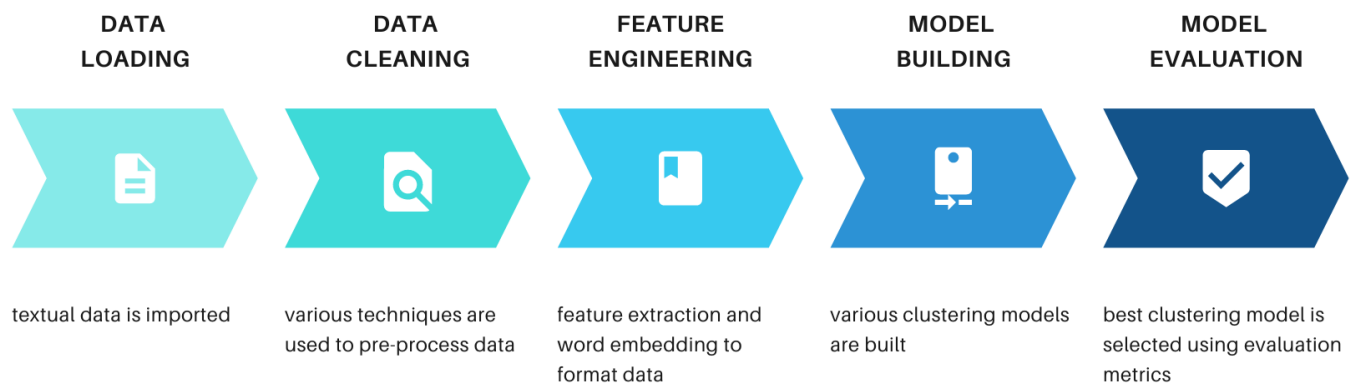 DATA
LOADING
DATA
CLEANING
FEATURE
ENGINEERING
MODEL
BUILDING
MODEL
EVALUATION
textual data is imported
various techniques are
used to pre-process data
feature extraction and
word embedding to
format data
various clustering models
are built
best clustering model is
selected using evaluation
metrics